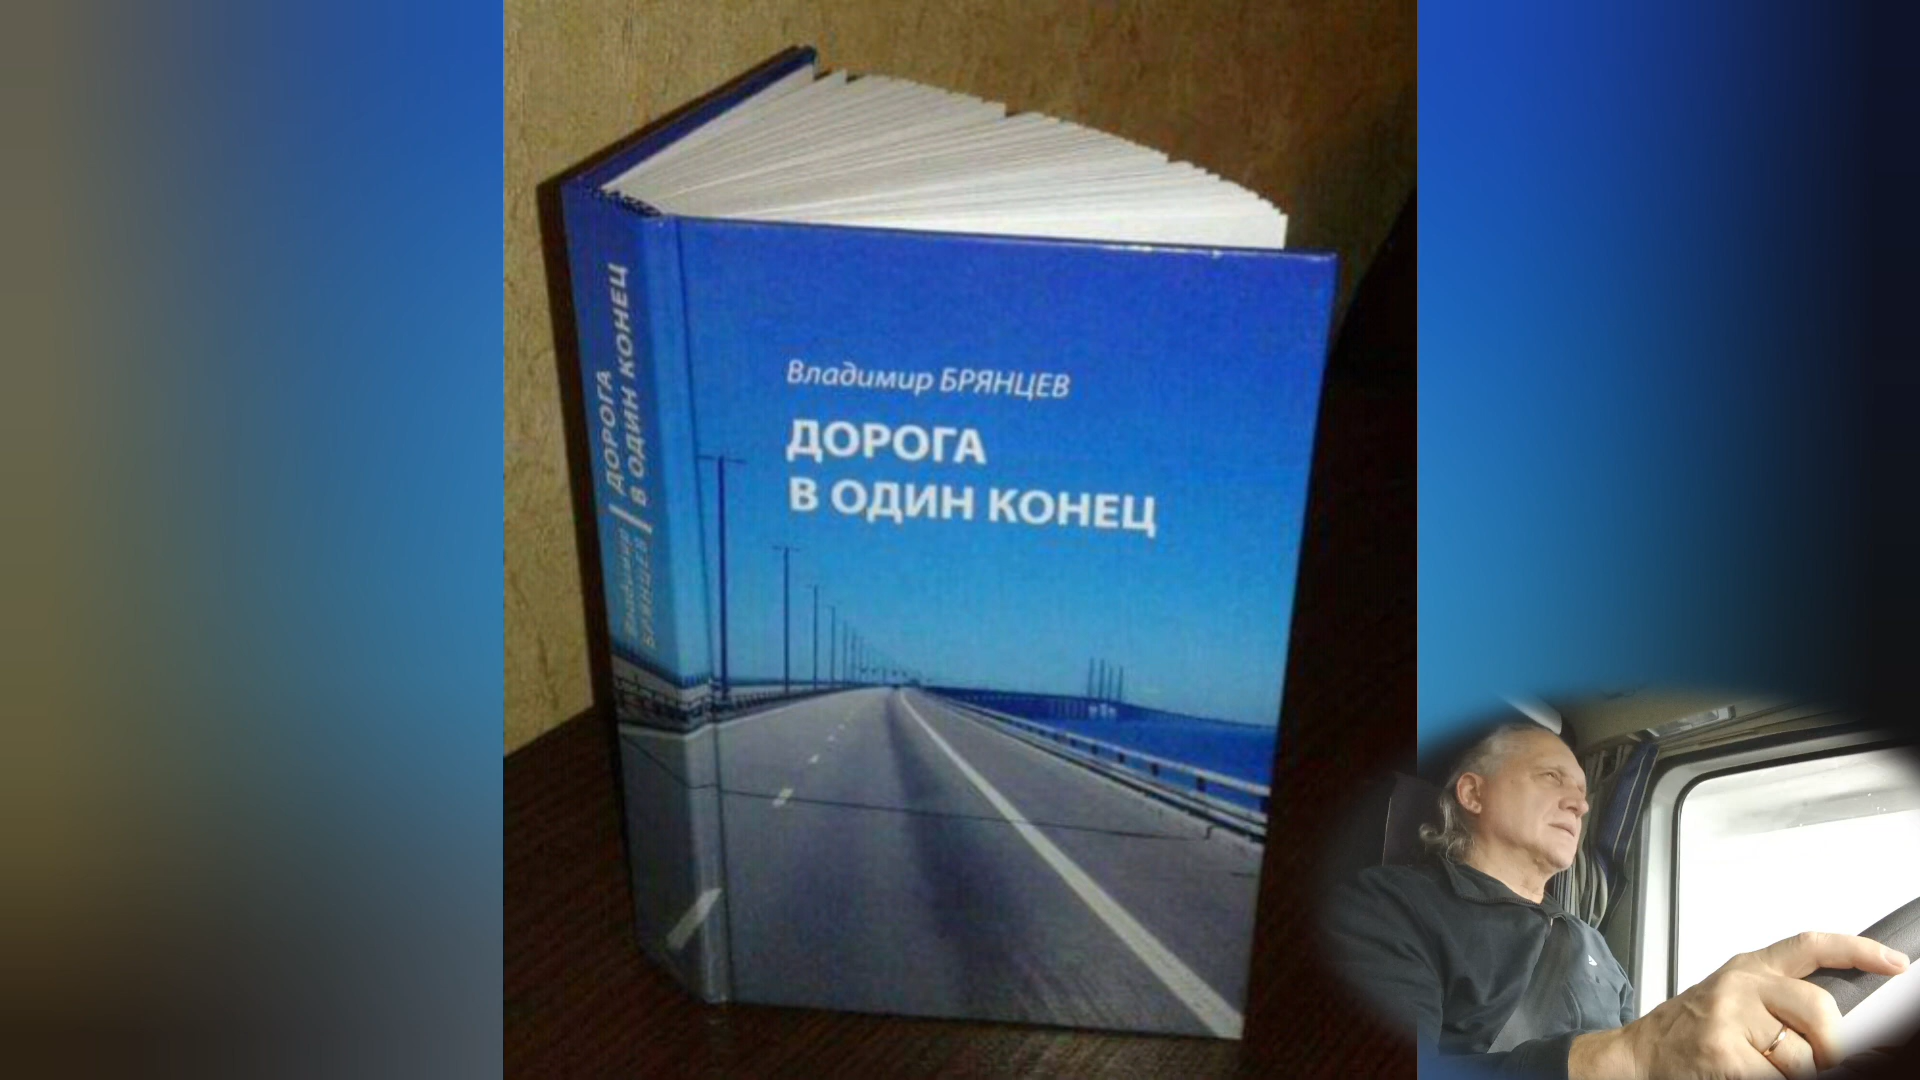 Владимир БРЯНЦЕВ
ДОРОГА
В ОДИН КОНЕЦ
Владимир
БРЯНЦЕВ
ДОРОГА
В ОДИН КОНЕЦ